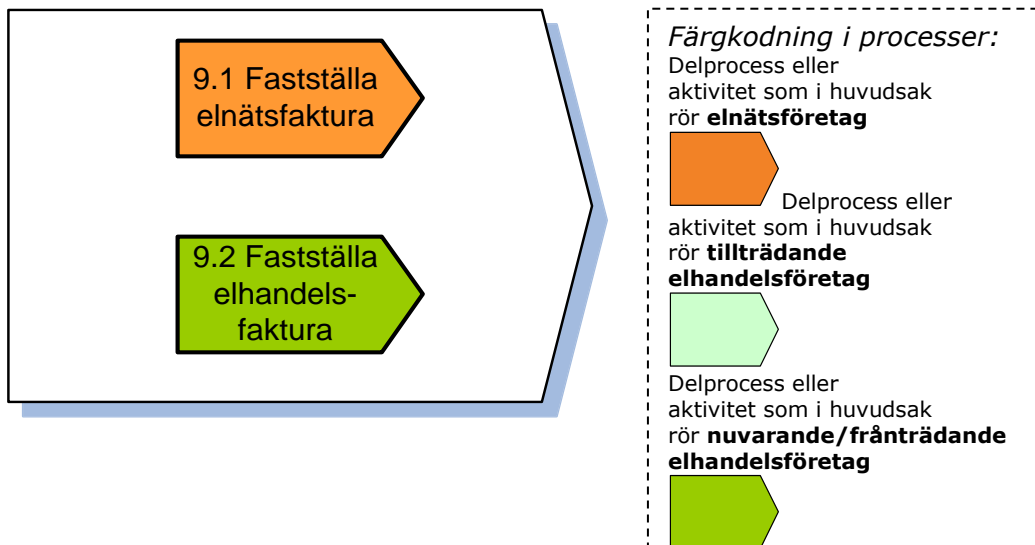 9.1 Fastställa
elnätsfaktura
9.2 Fastställa
elhandels-
faktura
Färgkodning i processer:
Delprocess eller
aktivitet som i huvudsak
rör elnätsföretag
Delprocess eller
aktivitet som i huvudsak
rör tillträdande
elhandelsföretag
Delprocess eller
aktivitet som i huvudsak
rör nuvarande/frånträdande
elhandelsföretag